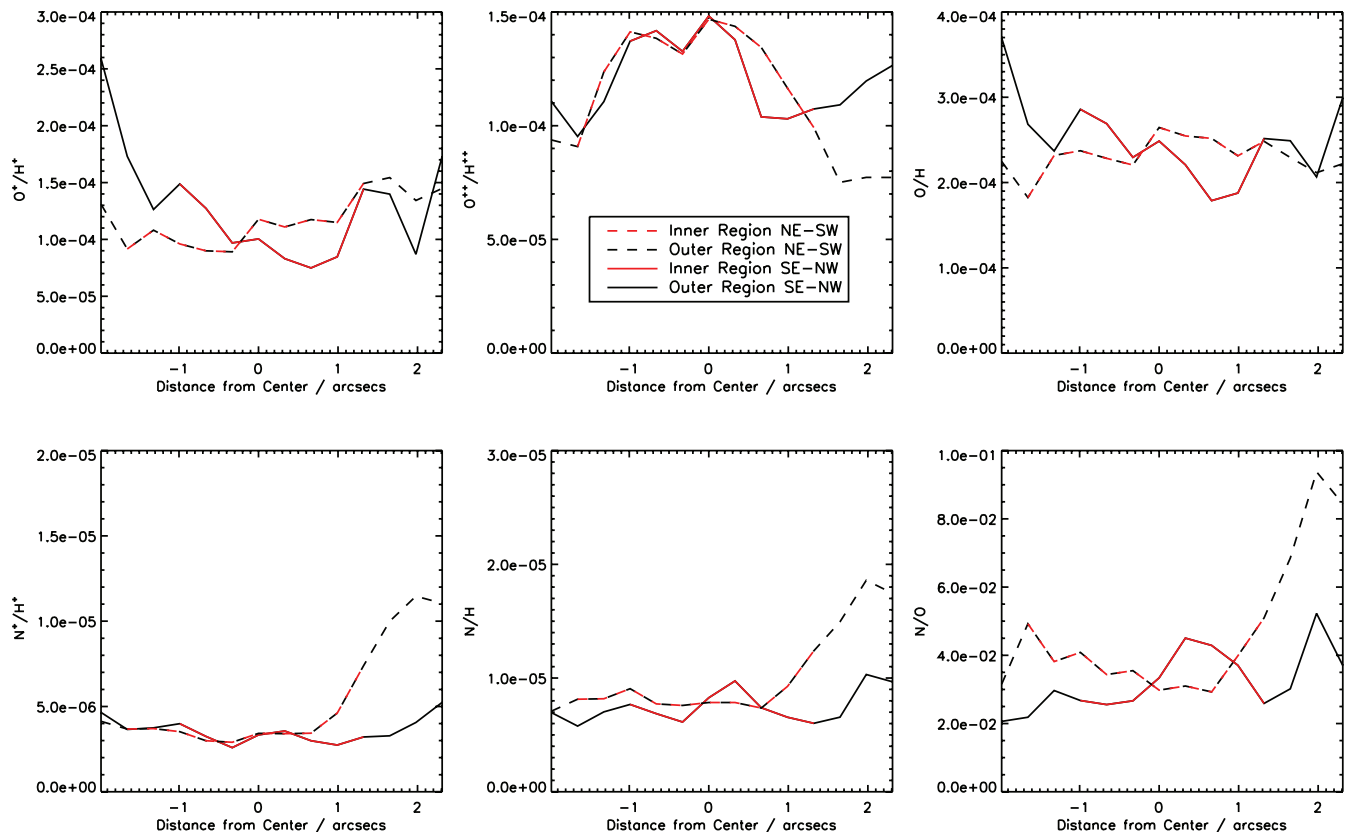 3.0e-04
2.5e-04
2.0e-04
1.5e-04
1.0e-04
5.0e-05
0.0e+00
O⁺/H⁺
-1 0 1 2
Distance from Center / arcsecs
1.5e-04
1.0e-04
5.0e-05
0.0e+00
O⁺⁺/H⁺⁺
Inner Region NE-SW
Outer Region NE-SW
Inner Region SE-NW
Outer Region SE-NW
-1 0 1 2
Distance from Center / arcsecs
4.0e-04
3.0e-04
2.0e-04
1.0e-04
0.0e+00
O/H
-1 0 1 2
Distance from Center / arcsecs
2.0e-05
1.5e-05
1.0e-05
5.0e-06
0.0e+00
N⁺/H⁺
-1 0 1 2
Distance from Center / arcsecs
3.0e-05
2.0e-05
1.0e-05
0.0e+00
N/H
-1 0 1 2
Distance from Center / arcsecs
1.0e-01
8.0e-02
6.0e-02
4.0e-02
2.0e-02
0.0e+00
N/O
-1 0 1 2
Distance from Center / arcsecs